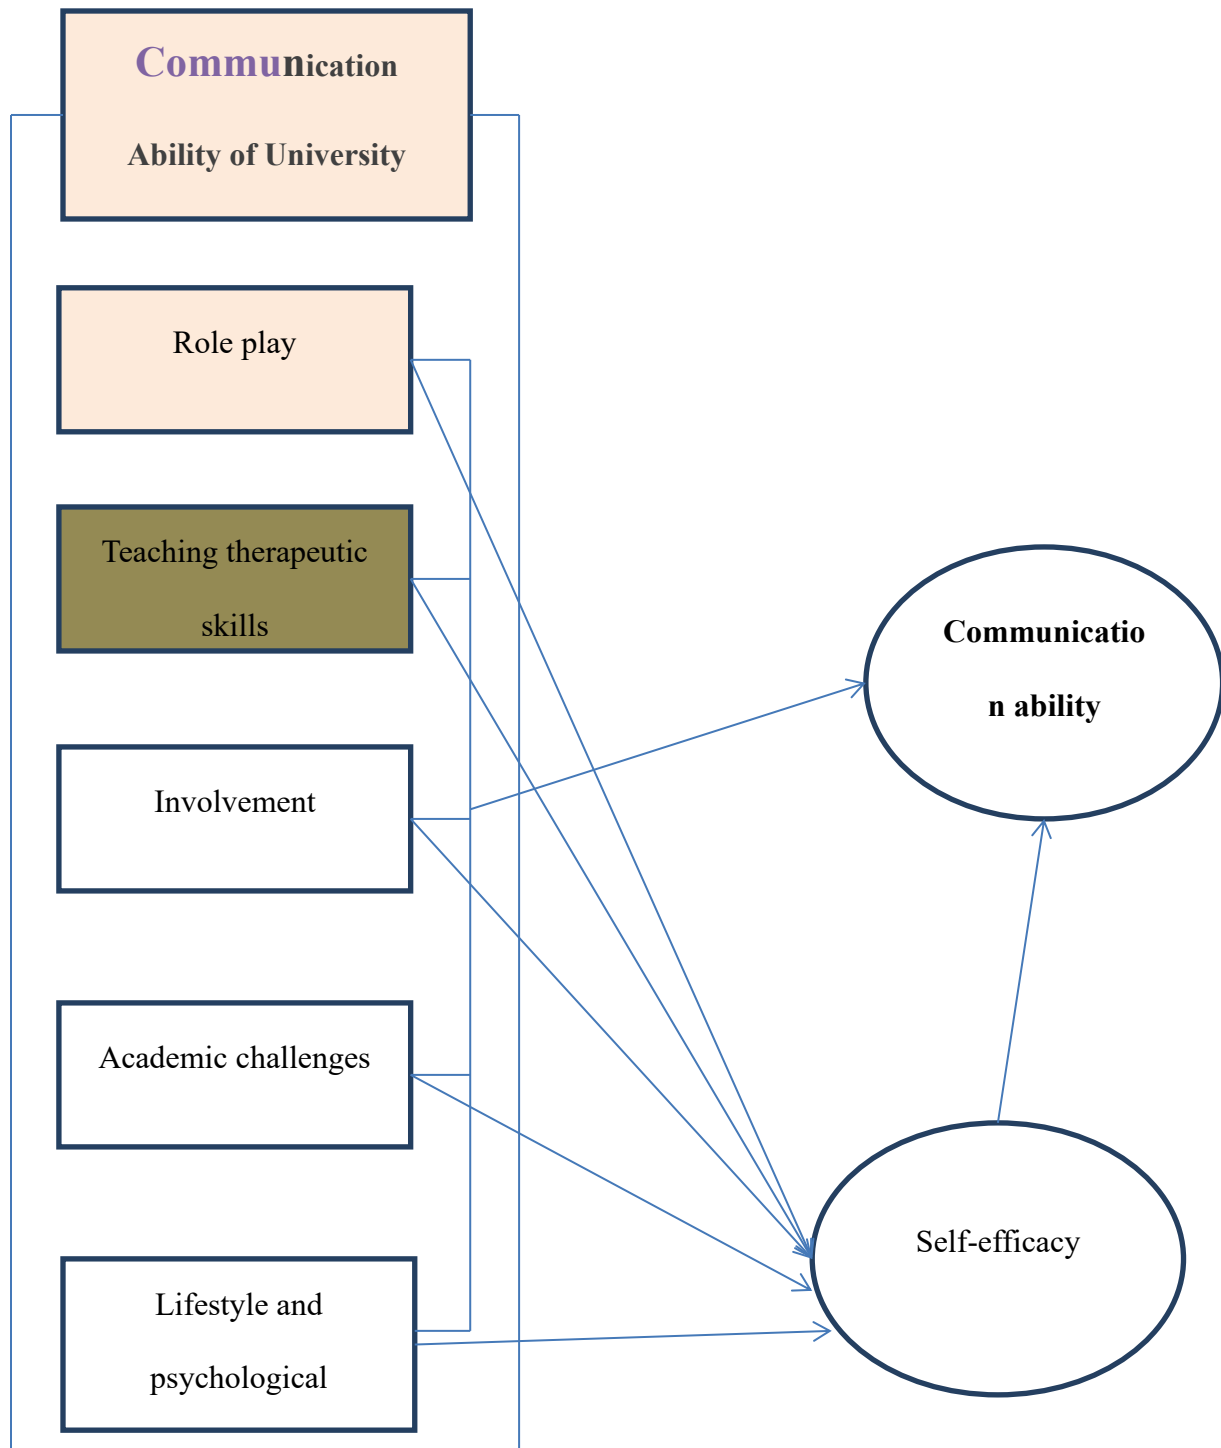 Communication
Ability of University
Role play
Teaching therapeutic
skills
Involvement
Communicatio
n ability
Academic challenges
Self-efficacy
Lifestyle and
psychological